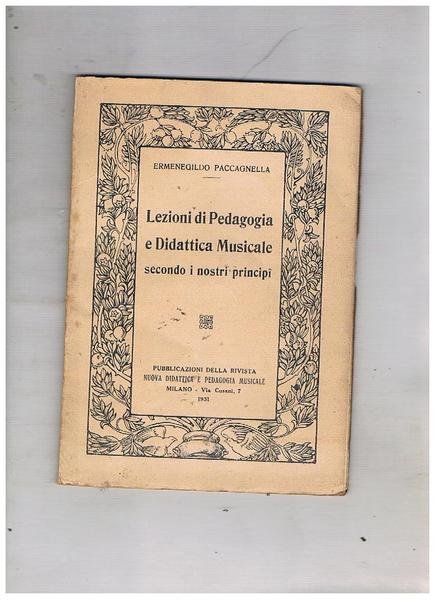 ERMENEGILDO PACCAGNELLA
Lezioni di Pedagogia
e Didattica Musicale
secondo i nostri principi
PUBBLICAZIONI DELLA RIVISTA
NUOVA DIDATTICA E PEDAGOGIA MUSICALE
MILANO - Via Cusani, 7
1931